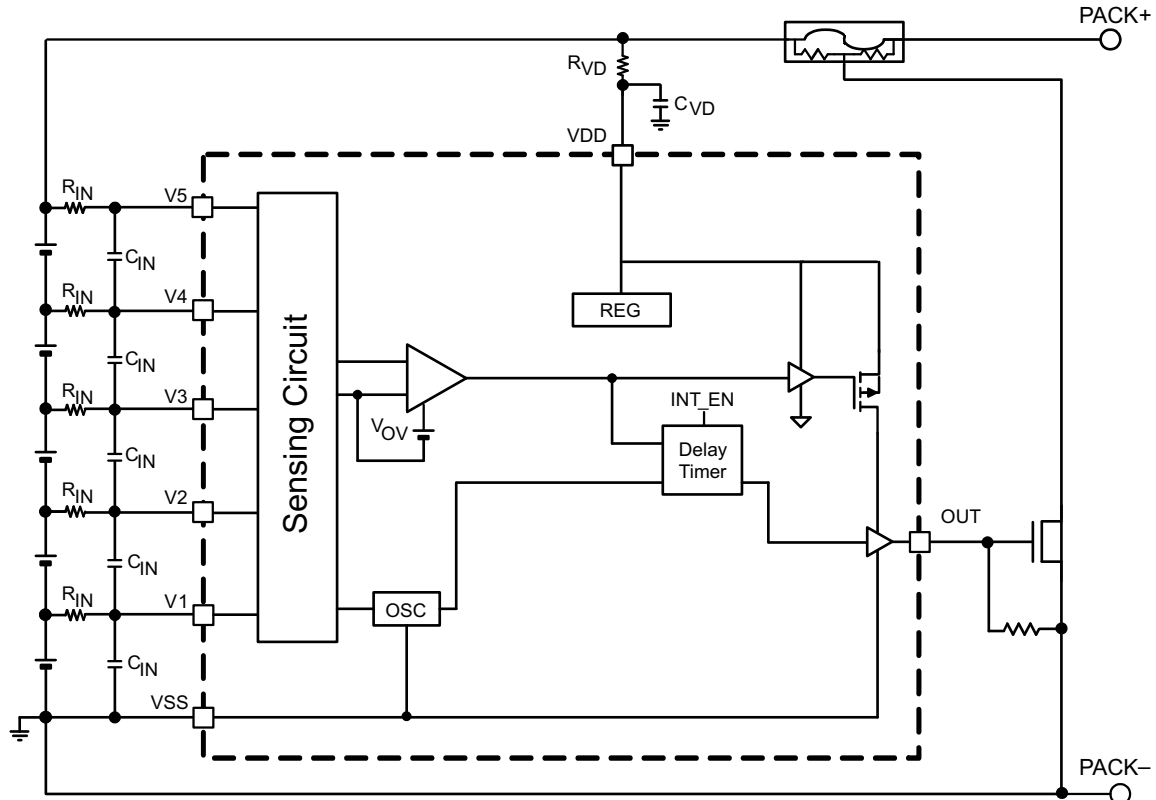 PACK+
RVD
CVD
VDD
RIN
V5
CIN
RIN
V4
REG
CIN
RIN
V3
INT_EN
VOV
Delay
Timer
CIN
Sensing Circuit
RIN
V2
OUT
CIN
RIN
V1
OSC
CIN
VSS
PACK–